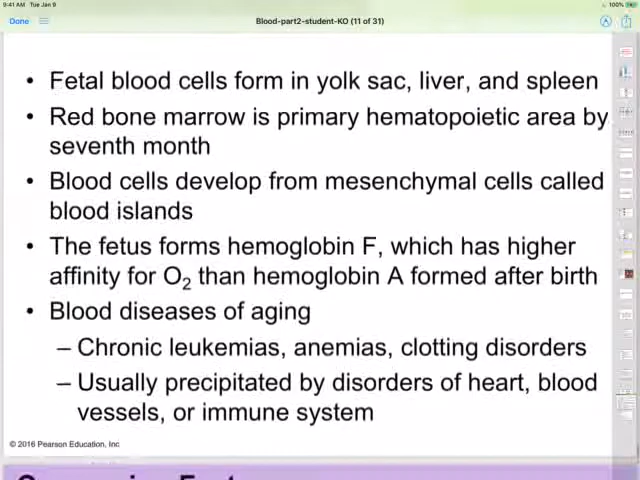 9:41 AM Tue Jan 9
100%
Done
Blood-part2-student-KO (11 of 31)
• Fetal blood cells form in yolk sac, liver, and spleen
• Red bone marrow is primary hematopoietic area by
seventh month
• Blood cells develop from mesenchymal cells called
blood islands
• The fetus forms hemoglobin F, which has higher
affinity for O2 than hemoglobin A formed after birth
• Blood diseases of aging
– Chronic leukemias, anemias, clotting disorders
– Usually precipitated by disorders of heart, blood
vessels, or immune system
© 2016 Pearson Education, Inc